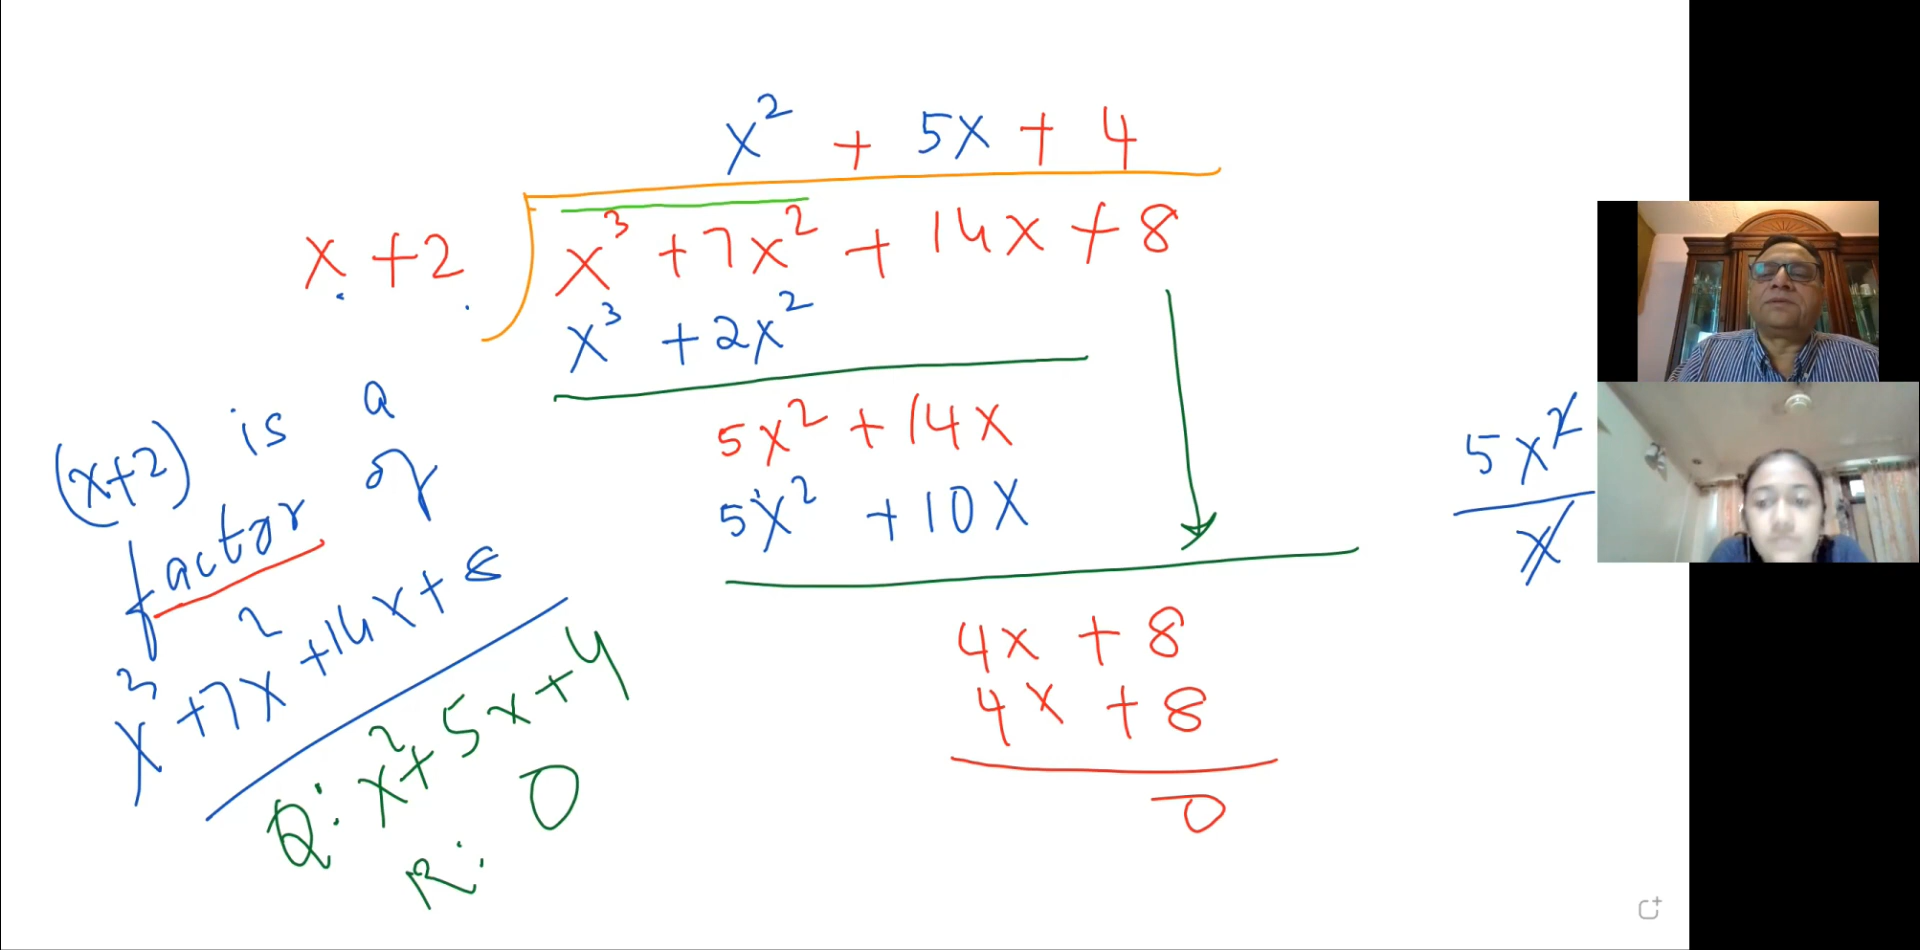 x² + 5x + 4
x + 2 x³ + 7x² + 14x + 8
x³ + 2x²
5x² + 14x
5x² + 10x
4x + 8
4x + 8
0
(x+2) is a
factor of
x³ + 7x² + 14x + 8
Q: x² + 5x + 4
R: 0
5x²
x